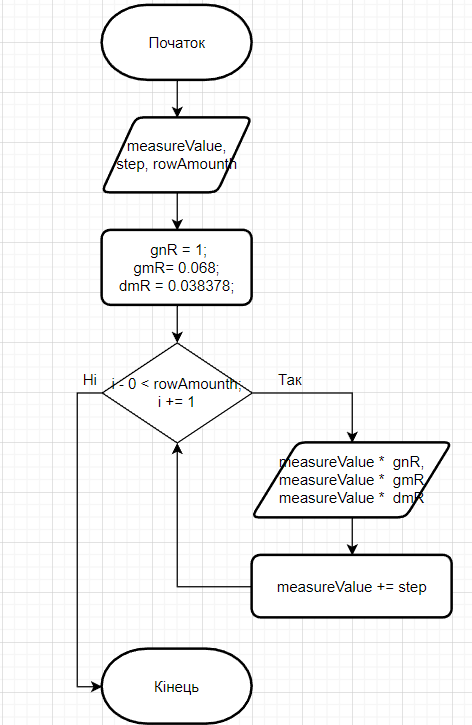 Початок
measureValue,
step, rowAmounth
gnR = 1;
gmR= 0.068;
dmR = 0.038378;
Ні
i - 0 < rowAmounth;
i += 1
Так
measureValue * gnR,
measureValue * gmR
measureValue * dmR
measureValue += step
Кінець